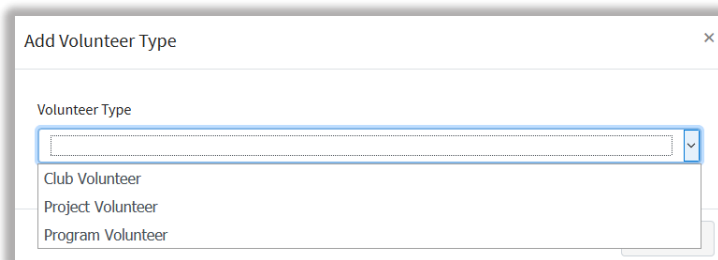 Add Volunteer Type
×
Volunteer Type
Club Volunteer
Project Volunteer
Program Volunteer